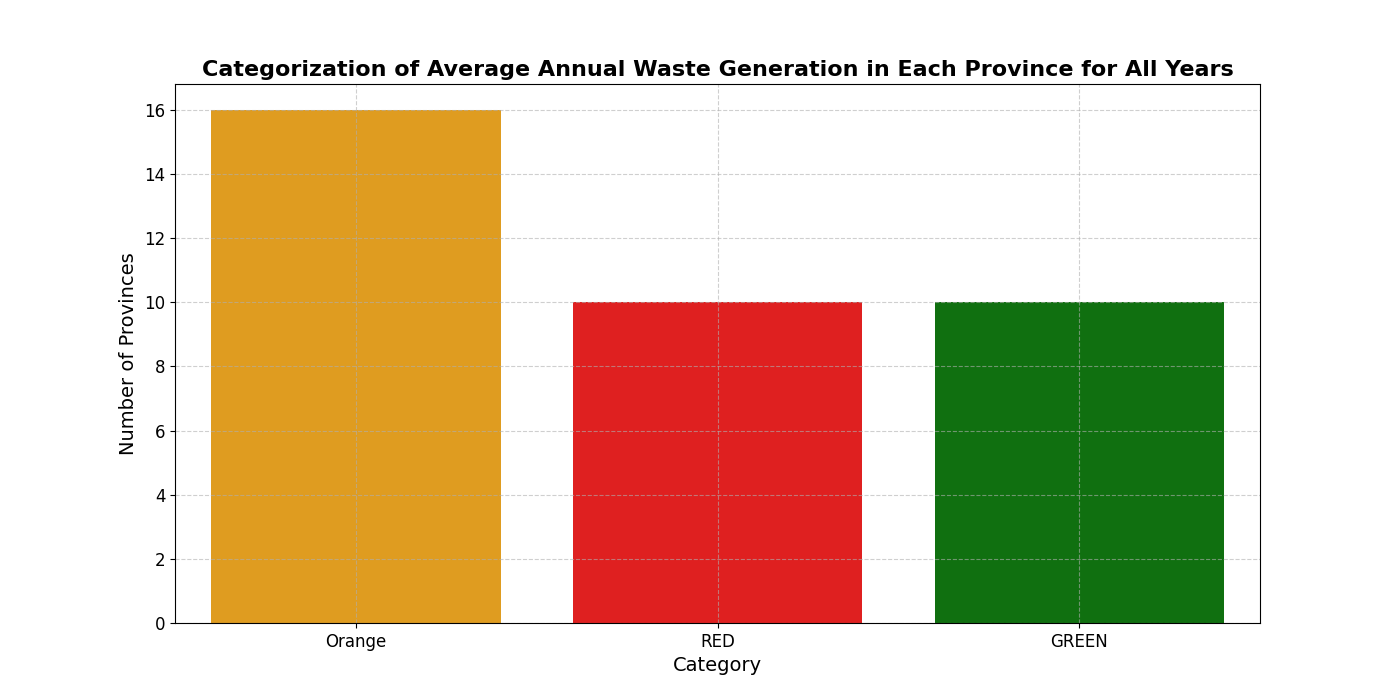 Categorization of Average Annual Waste Generation in Each Province for All Years
16
14
12
10
8
6
4
2
0
Number of Provinces
Orange RED GREEN
Category